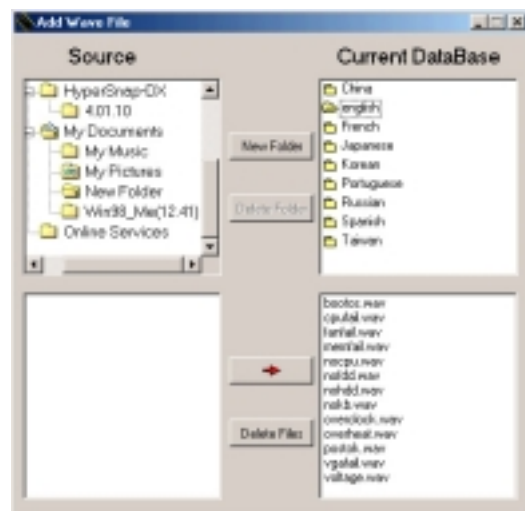 Add Wave File
Source
Current DataBase
HyperSnap-DX
4.01.10
My Documents
My Music
My Pictures
New Folder
Win98_Me(12.41)
Online Services
New Folder
Delete Folder
China
english
French
Japanese
Korean
Portuguese
Russian
Spanish
Taiwan
Delete Files
bootos.wav
cpufail.wav
fanfail.wav
memfail.wav
nocpu.wav
nofdd.wav
nohdd.wav
nokb.wav
overclock.wav
overheat.wav
postok.wav
vgafail.wav
voltage.wav